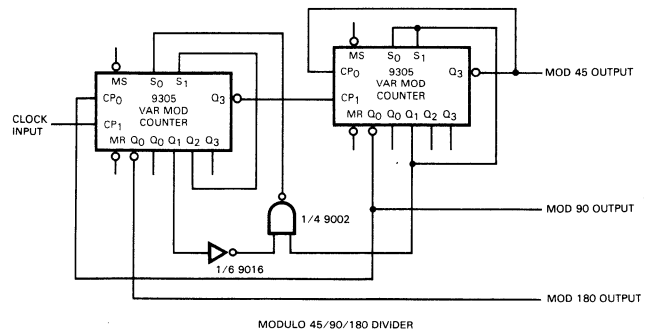 MS S0 S1
CP0 9305 Q3
VAR MOD
COUNTER
CP1
MR Q0 Q0 Q1 Q2 Q3
CLOCK
INPUT
MS S0 S1
CP0 9305 Q3
VAR MOD
COUNTER
CP1
MR Q0 Q0 Q1 Q2 Q3
MOD 45 OUTPUT
1/4 9002
MOD 90 OUTPUT
1/6 9016
MOD 180 OUTPUT
MODULO 45/90/180 DIVIDER